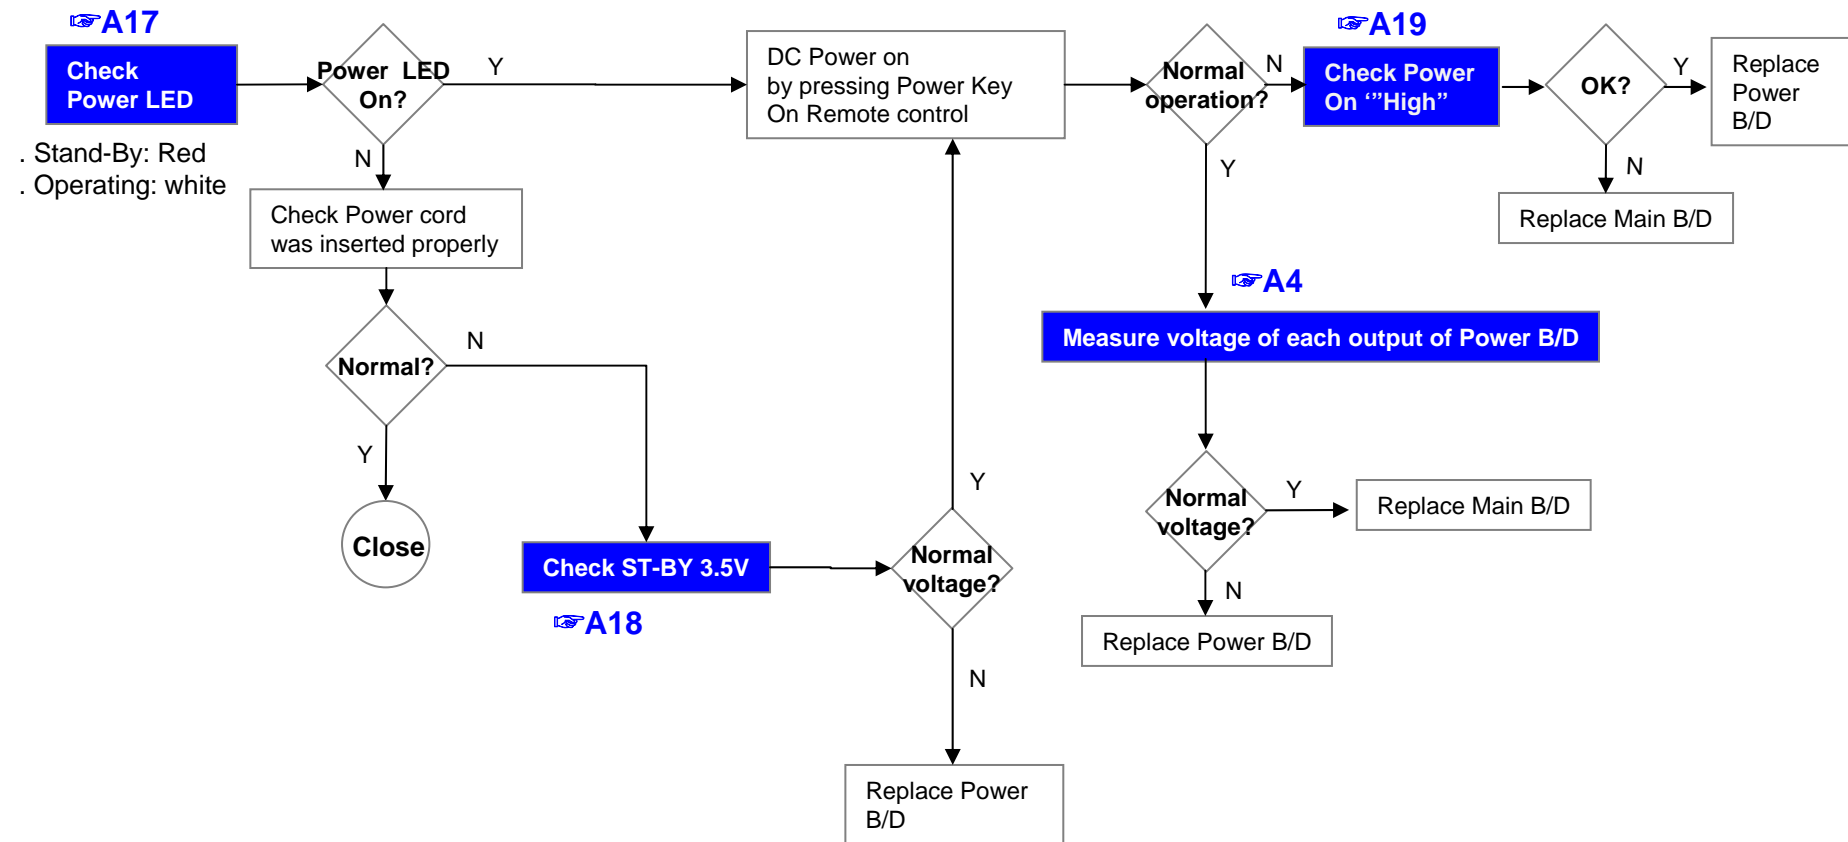 ☞A17
Check
Power LED
. Stand-By: Red
. Operating: white
Power LED
On?
Y
N
Check Power cord
was inserted properly
Normal?
N
Y
Close
Check ST-BY 3.5V
☞A18
Normal
voltage?
Y
N
Replace Power
B/D
DC Power on
by pressing Power Key
On Remote control
Normal
operation?
N
Y
☞A19
Check Power
On ‘”High”
OK?
Y
N
Replace
Power
B/D
Replace Main B/D
☞A4
Measure voltage of each output of Power B/D
Normal
voltage?
Y
N
Replace Main B/D
Replace Power B/D